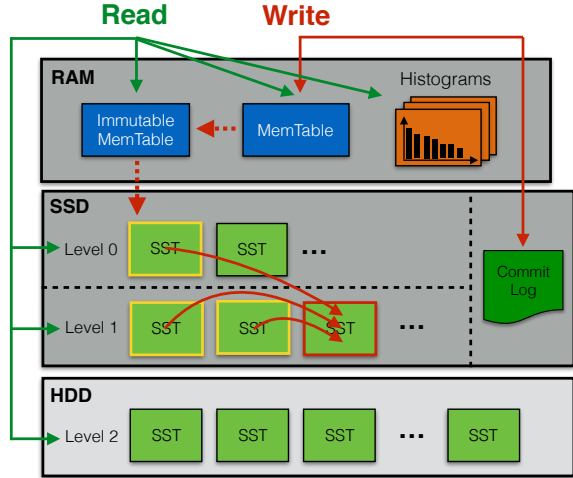 Read
Write
RAM
Histograms
Immutable
MemTable
MemTable
SSD
Level 0
SST
SST
...
Commit
Log
Level 1
SST
SST
SST
...
HDD
Level 2
SST
SST
SST
...
SST